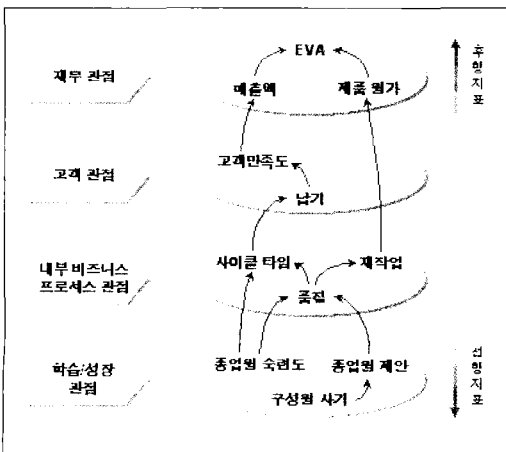 EVA
재무 관점
매출액
제품 원가
후행지표
고객만족도
고객 관점
납기
내부 비즈니스
프로세스 관점
사이클 타임
재작업
품질
학습/성장
관점
종업원 숙련도
종업원 제안
구성원 사기
선행지표